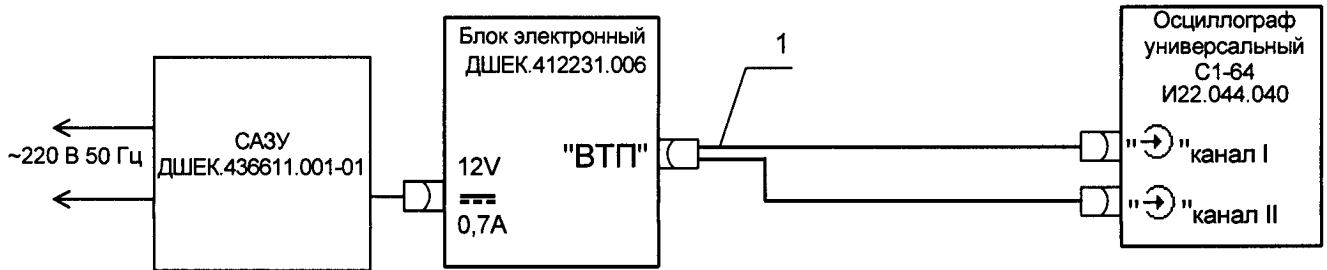 ~220 В 50 Гц
САЗУ
ДШЕК.436611.001-01
Блок электронный
ДШЕК.412231.006
12V
0,7А
"ВТП"
1
Осциллограф
универсальный
С1-64
И22.044.040
" "канал I
" "канал II